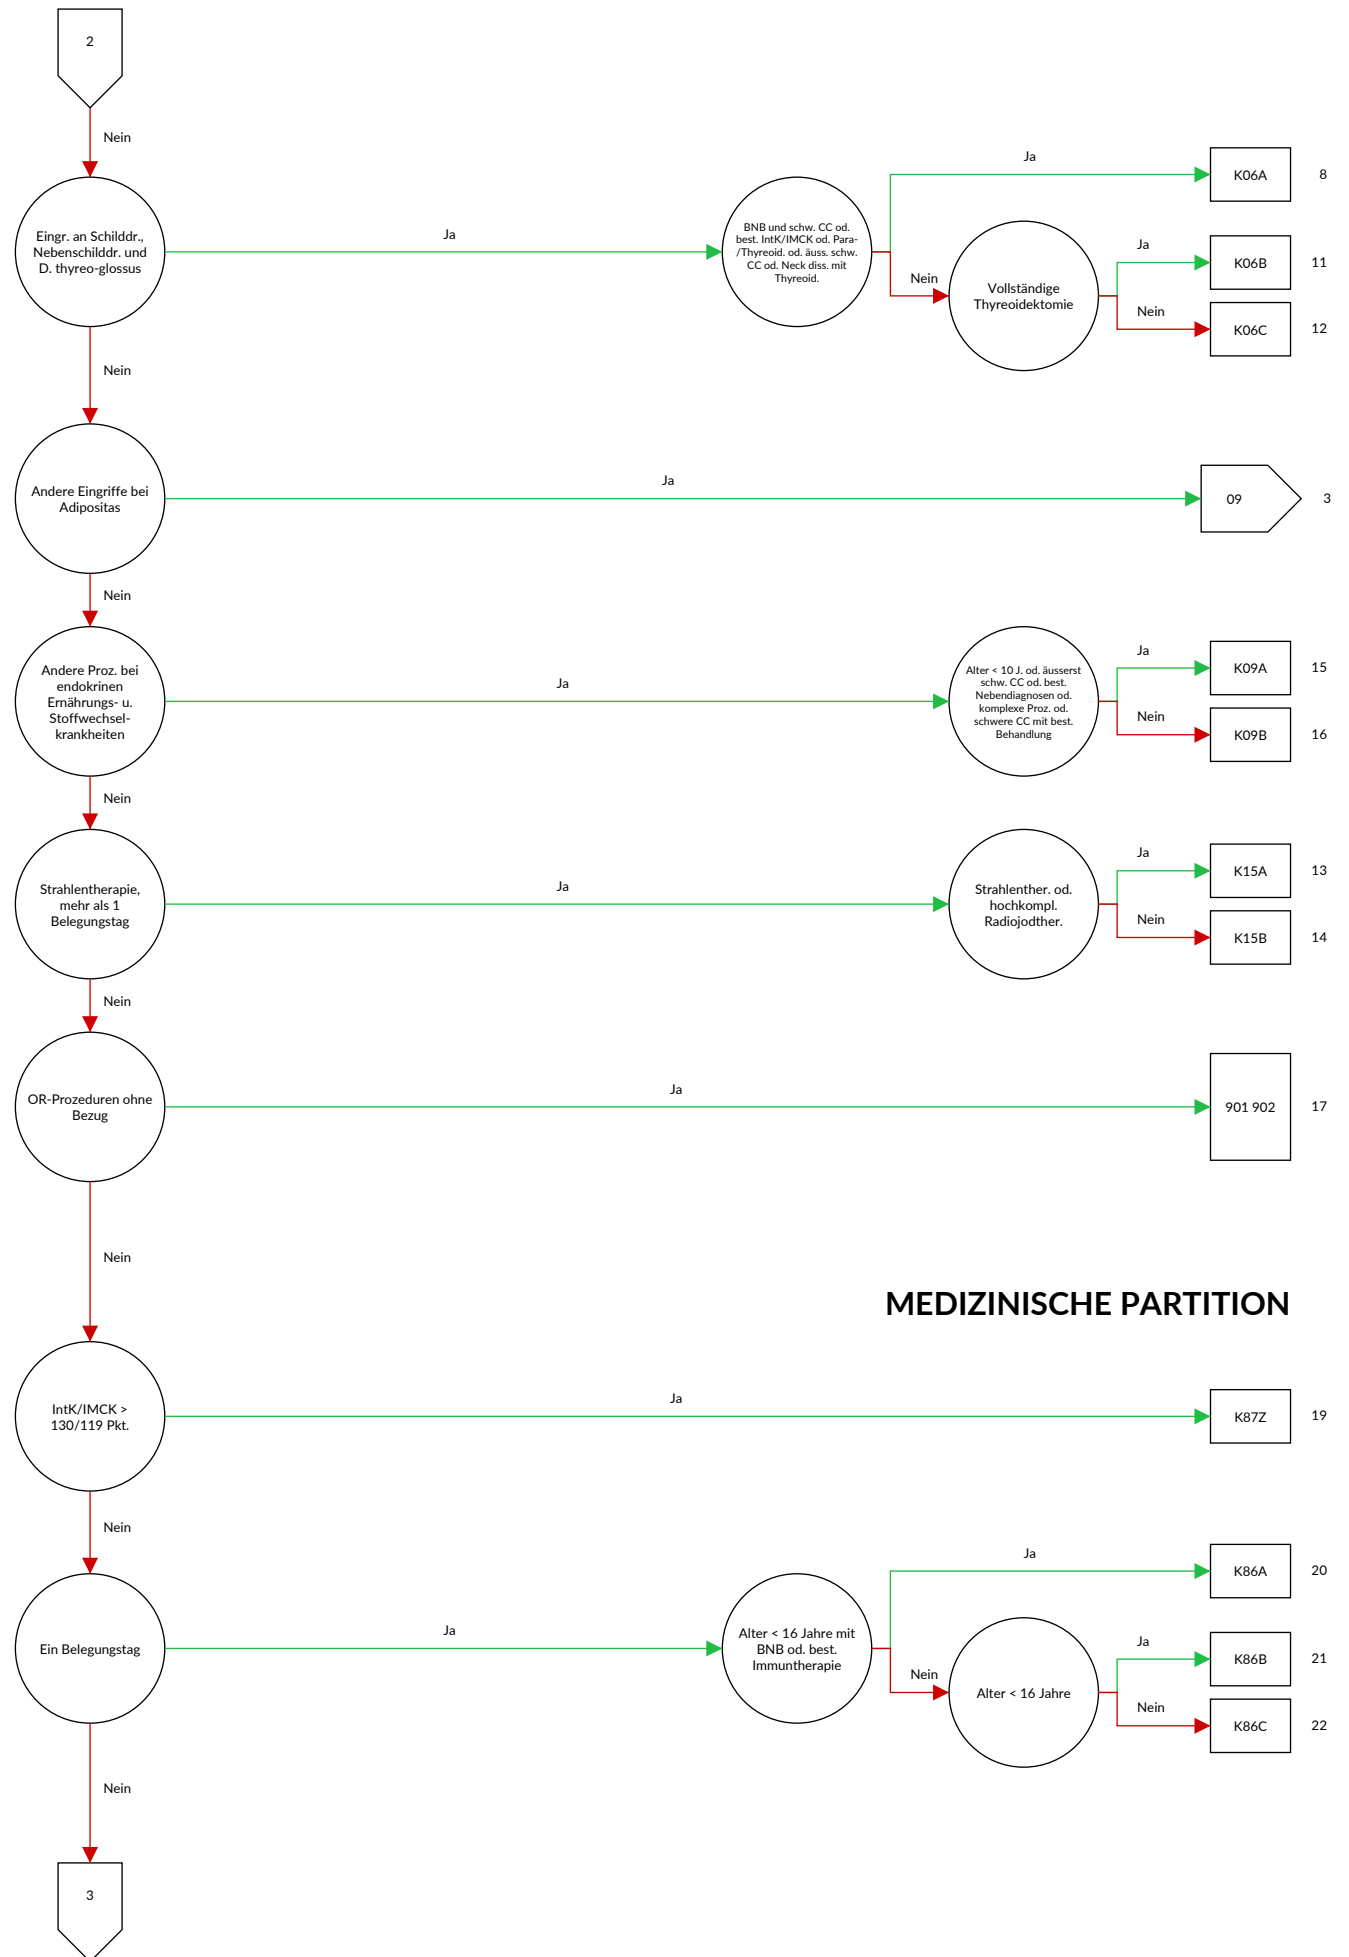 2
Nein
Eingr. an Schilddr.,
Nebenschilddr. und
D. thyreo-glossus
Ja
BNB und schw. CC od.
best. IntK/IMCK od. Para-
/Thyreoid. od. äuss. schw.
CC od. Neck diss. mit
Thyreoid.
Ja
K06A
8
Nein
Vollständige
Thyreoidektomie
Ja
K06B
11
Nein
K06C
12
Nein
Andere Eingriffe bei
Adipositas
Ja
09
3
Nein
Andere Proz. bei
endokrinen
Ernährungs- u.
Stoffwechsel-
krankheiten
Ja
Alter < 10 J. od. äusserst
schw. CC od. best.
Nebendiagnosen od.
komplexe Proz. od.
schwere CC mit best.
Behandlung
Ja
K09A
15
Nein
K09B
16
Nein
Strahlentherapie,
mehr als 1
Belegungstag
Ja
Strahlenther. od.
hochkompl.
Radiojodther.
Ja
K15A
13
Nein
K15B
14
Nein
OR-Prozeduren ohne
Bezug
Ja
901 902
17
Nein
MEDIZINISCHE PARTITION
IntK/IMCK >
130/119 Pkt.
Ja
K87Z
19
Nein
Ein Belegungstag
Ja
Alter < 16 Jahre mit
BNB od. best.
Immuntherapie
Ja
K86A
20
Nein
Alter < 16 Jahre
Ja
K86B
21
Nein
K86C
22
Nein
3